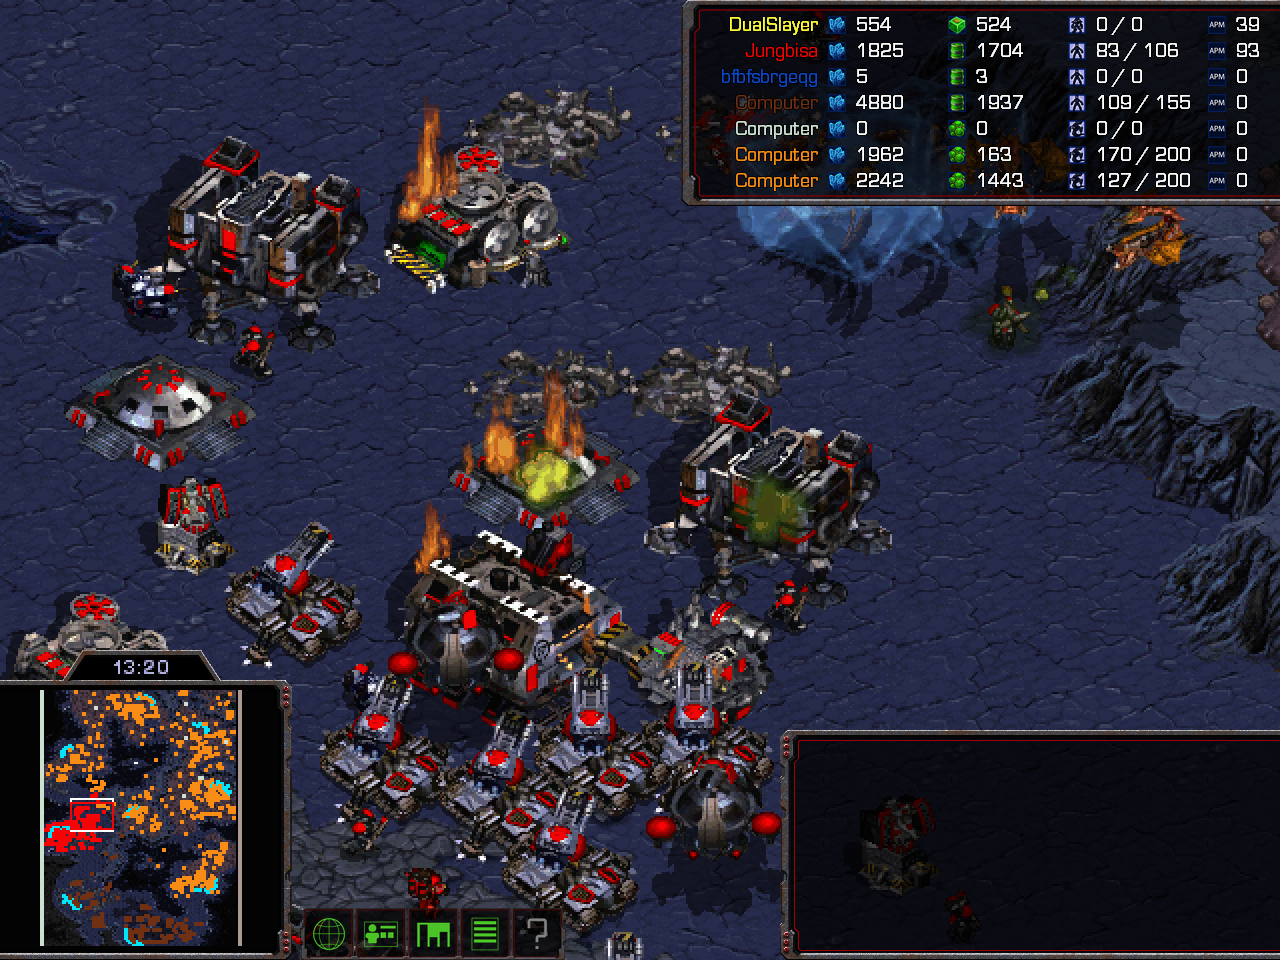 DualSlayer 554 524 0 / 0 APM 39
Jungbisa 1825 1704 83 / 106 APM 93
bfbfsbrgeqg 5 3 0 / 0 APM 0
Computer 4880 1937 109 / 155 APM 0
Computer 0 0 0 / 0 APM 0
Computer 1962 163 170 / 200 APM 0
Computer 2242 1443 127 / 200 APM 0
13:20
?